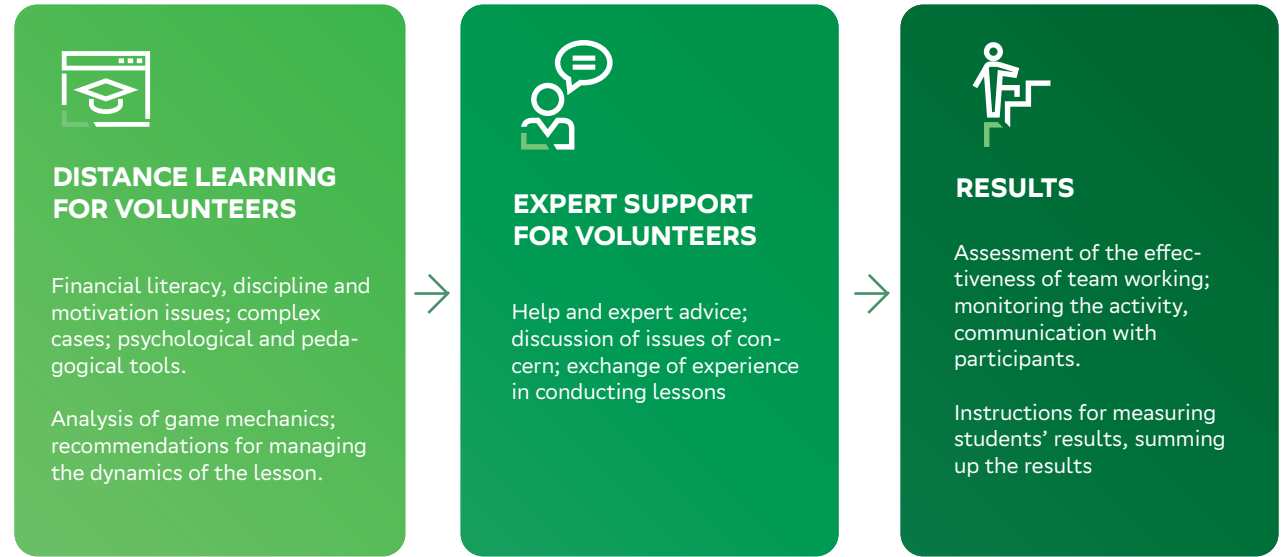 DISTANCE LEARNING
FOR VOLUNTEERS
Financial literacy, discipline and
motivation issues; complex
cases; psychological and peda-
gogical tools.
Analysis of game mechanics;
recommendations for managing
the dynamics of the lesson.
EXPERT SUPPORT
FOR VOLUNTEERS
Help and expert advice;
discussion of issues of con-
cern; exchange of experience
in conducting lessons
RESULTS
Assessment of the effec-
tiveness of team working;
monitoring the activity,
communication with
participants.
Instructions for measuring
students’ results, summing
up the results